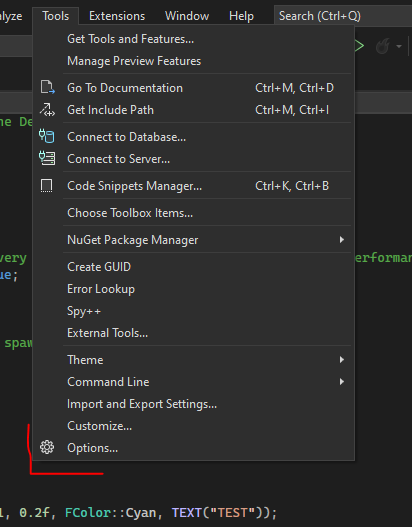 alyze Tools Extensions Window Help Search (Ctrl+Q)
Get Tools and Features...
Manage Preview Features
Go To Documentation Ctrl+M, Ctrl+D
Get Include Path Ctrl+M, Ctrl+I
ne De
Connect to Database...
Connect to Server...
Code Snippets Manager... Ctrl+K, Ctrl+B
Choose Toolbox Items...
NuGet Package Manager
very erforman
Create GUID
ue;
Error Lookup
Spy++
External Tools...
spaw
Theme
Command Line
Import and Export Settings...
Customize...
Options...
1, 0.2f, FColor::Cyan, TEXT("TEST"));